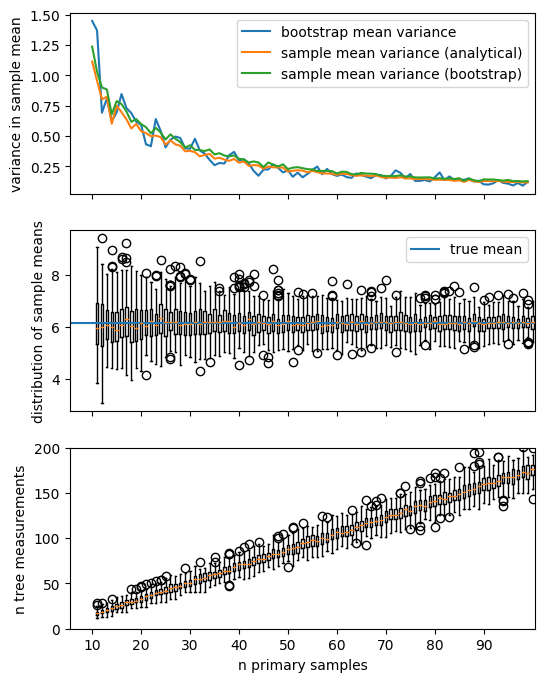 variance in sample mean
1.50
1.25
1.00
0.75
0.50
0.25
bootstrap mean variance
sample mean variance (analytical)
sample mean variance (bootstrap)
distribution of sample means
8
6
4
true mean
n tree measurements
200
150
100
50
0
10 20 30 40 50 60 70 80 90
n primary samples